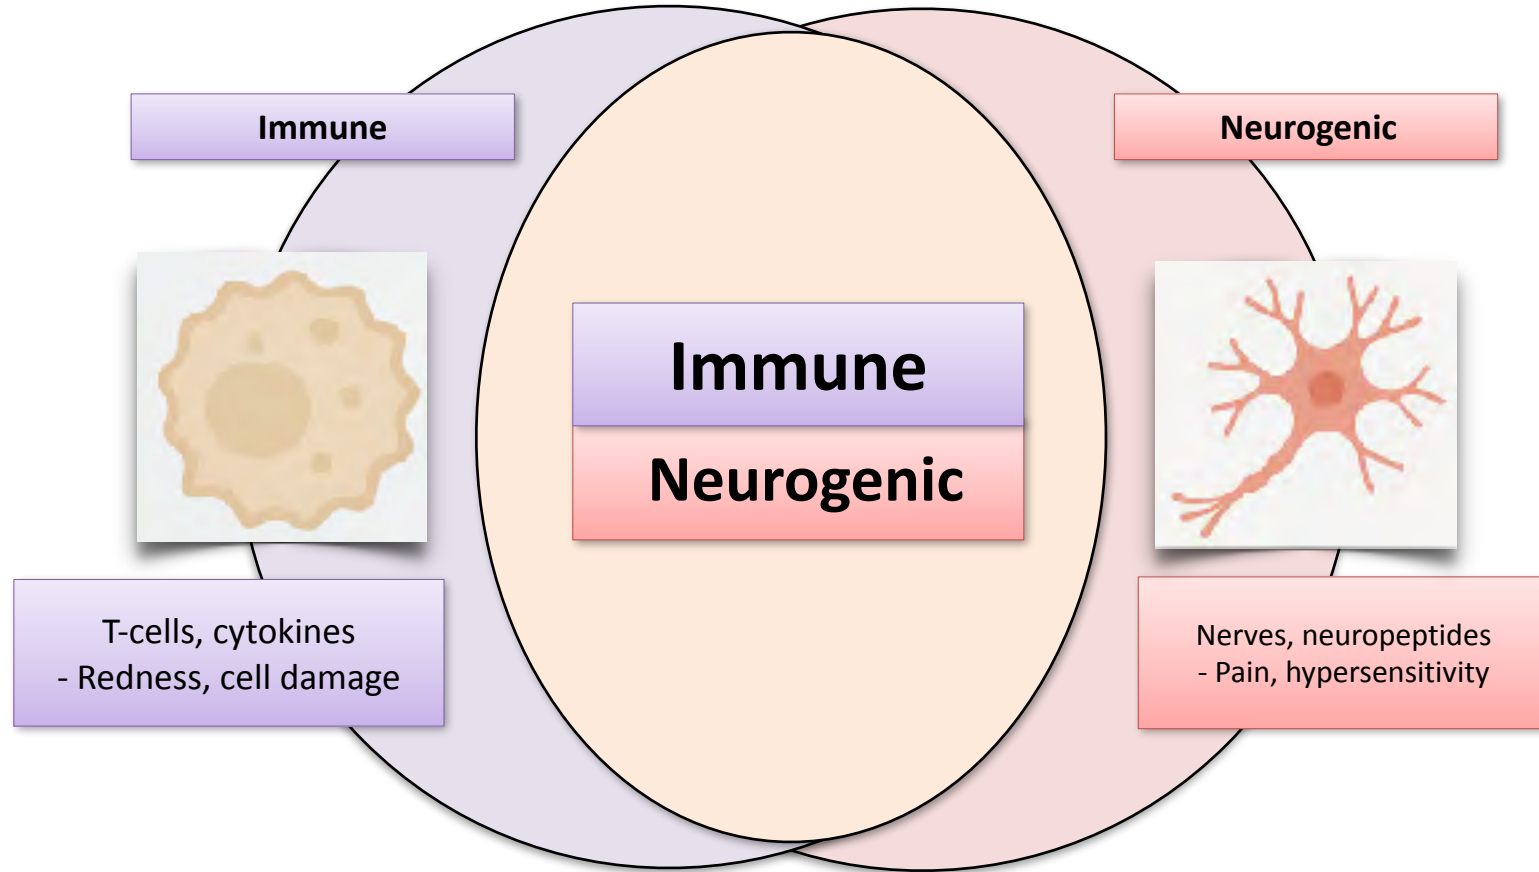 Immune
Neurogenic
Immune
Neurogenic
T-cells, cytokines
- Redness, cell damage
Nerves, neuropeptides
- Pain, hypersensitivity